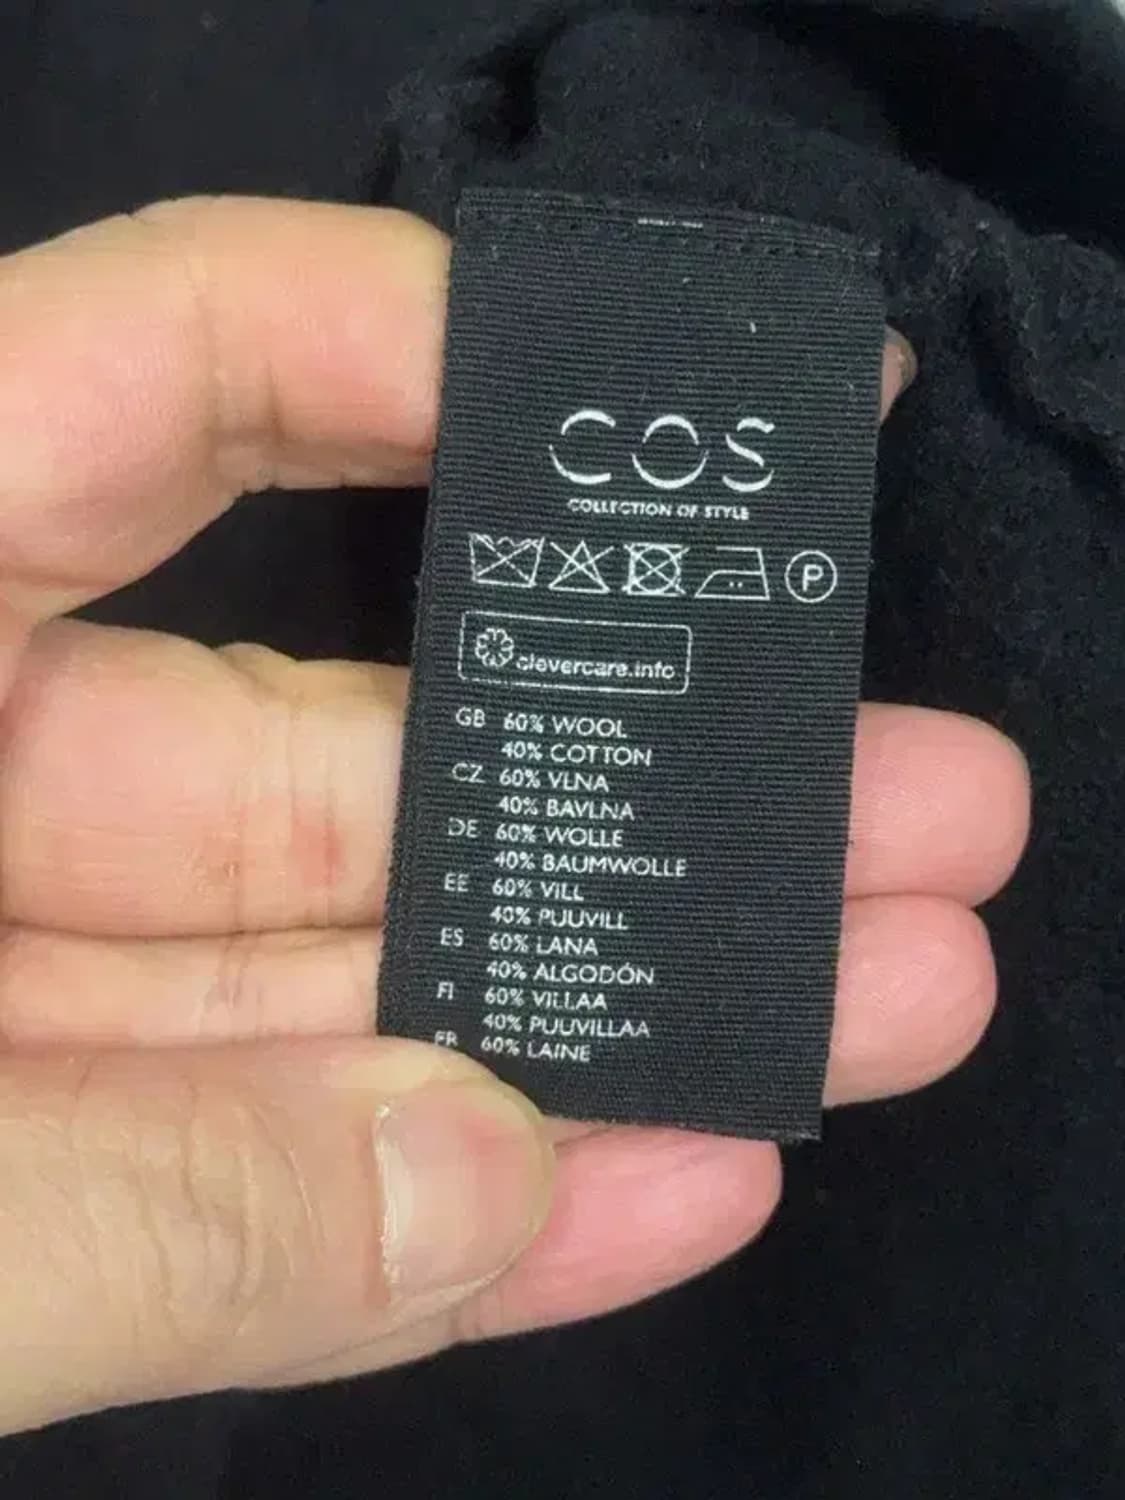 COS
COLLECTION OF STYLE
P
clevercare.info
GB 60% WOOL
40% COTTON
CZ 60% VLNA
40% BAVLNA
DE 60% WOLLE
40% BAUMWOLLE
EE 60% VILL
40% PUUVILL
ES 60% LANA
40% ALGODÓN
FI 60% VILLAA
40% PUUVILLAA
FR 60% LAINE